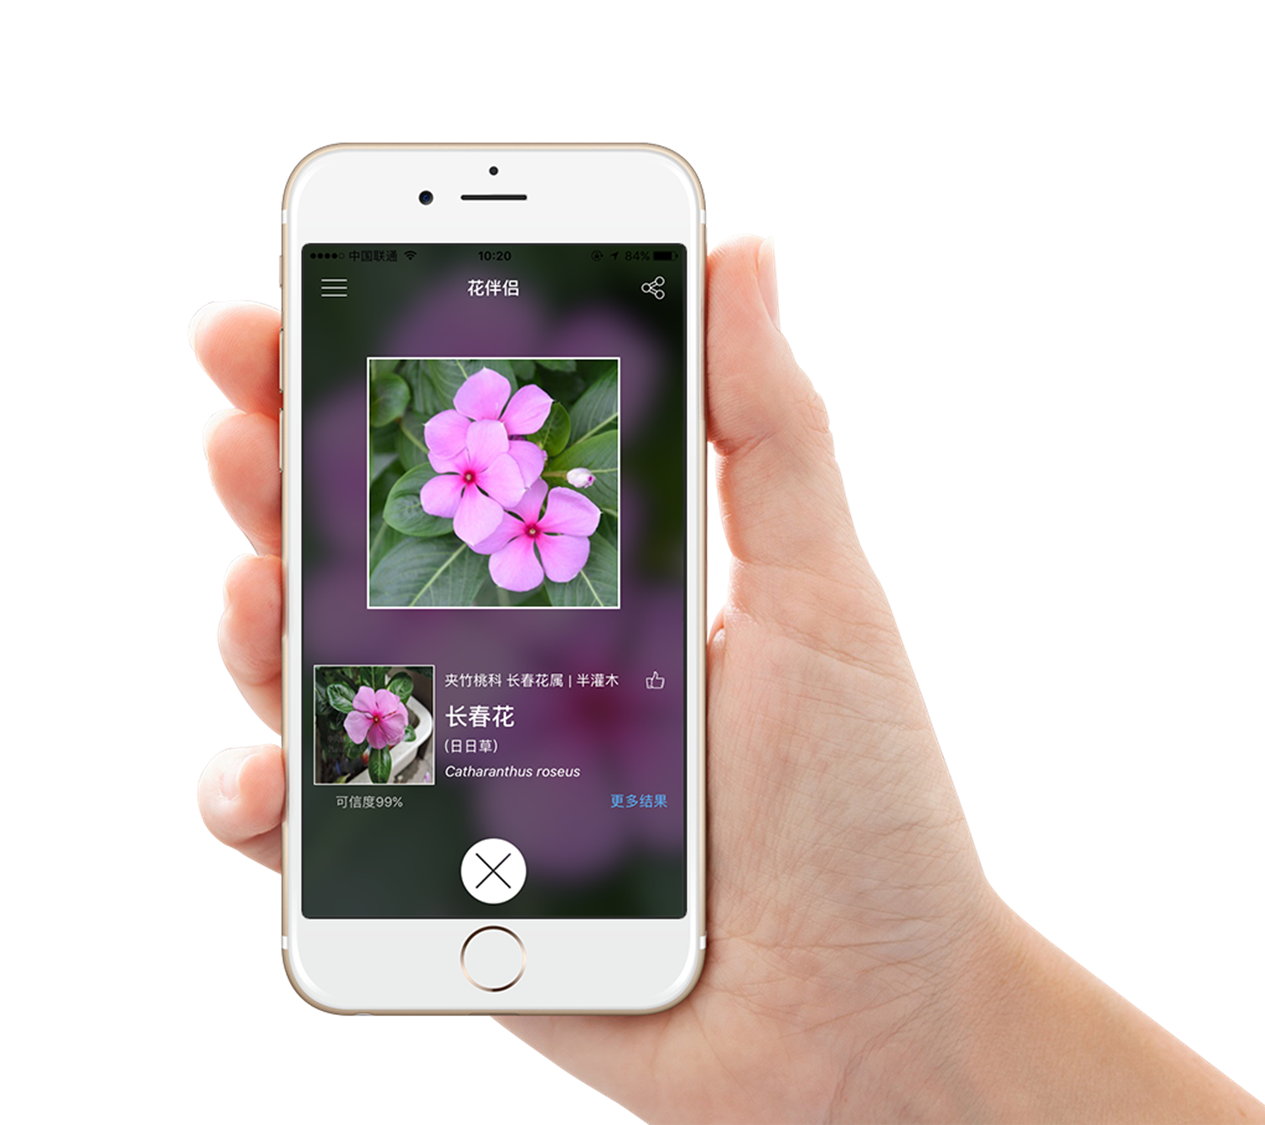 中国联通 10:20 84%
花伴侣
夹竹桃科 长春花属 | 半灌木
长春花
(日日草)
Catharanthus roseus
可信度99% 更多结果